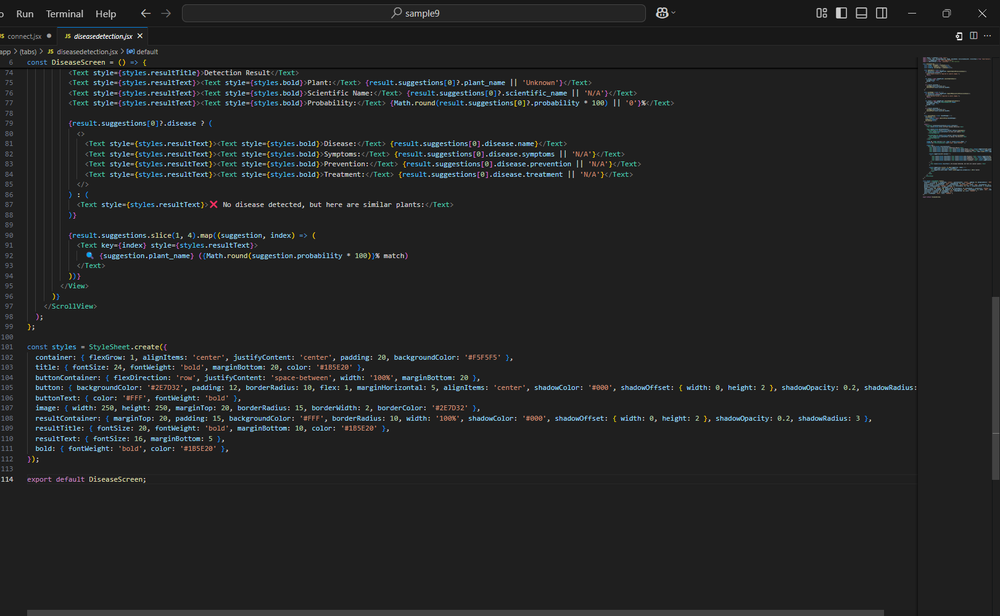 Run Terminal Help sample9
JS connect.jsx JS diseasedetection.jsx
app > (tabs) > JS diseasedetection.jsx > default
6 const DiseaseScreen = () => {
74 <Text style={styles.resultTitle}>Detection Result</Text>
75 <Text style={styles.resultText}><Text style={styles.bold}>Plant:</Text> {result.suggestions[0]?.plant_name || 'Unknown'}</Text>
76 <Text style={styles.resultText}><Text style={styles.bold}>Scientific Name:</Text> {result.suggestions[0]?.scientific_name || 'N/A'}</Text>
77 <Text style={styles.resultText}><Text style={styles.bold}>Probability:</Text> {Math.round(result.suggestions[0]?.probability * 100) || '0'}%</Text>
78
79 {result.suggestions[0]?.disease ? (
80 <>
81 <Text style={styles.resultText}><Text style={styles.bold}>Disease:</Text> {result.suggestions[0].disease.name}</Text>
82 <Text style={styles.resultText}><Text style={styles.bold}>Symptoms:</Text> {result.suggestions[0].disease.symptoms || 'N/A'}</Text>
83 <Text style={styles.resultText}><Text style={styles.bold}>Prevention:</Text> {result.suggestions[0].disease.prevention || 'N/A'}</Text>
84 <Text style={styles.resultText}><Text style={styles.bold}>Treatment:</Text> {result.suggestions[0].disease.treatment || 'N/A'}</Text>
85 </>
86 ) : (
87 <Text style={styles.resultText}>❌ No disease detected, but here are similar plants:</Text>
88 )}
89
90 {result.suggestions.slice(1, 4).map((suggestion, index) => (
91 <Text key={index} style={styles.resultText}>
92 🔍 {suggestion.plant_name} ({Math.round(suggestion.probability * 100)}% match)
93 </Text>
94 ))}
95 </View>
96 )}
97 </ScrollView>
98 );
99 };
100
101 const styles = StyleSheet.create({
102 container: { flexGrow: 1, alignItems: 'center', justifyContent: 'center', padding: 20, backgroundColor: '#F5F5F5' },
103 title: { fontSize: 24, fontWeight: 'bold', marginBottom: 20, color: '#1B5E20' },
104 buttonContainer: { flexDirection: 'row', justifyContent: 'space-between', width: '100%', marginBottom: 20 },
105 button: { backgroundColor: '#2E7D32', padding: 12, borderRadius: 10, flex: 1, marginHorizontal: 5, alignItems: 'center', shadowColor: '#000', shadowOffset: { width: 0, height: 2 }, shadowOpacity: 0.2, shadowRadius:
106 buttonText: { color: '#FFF', fontWeight: 'bold' },
107 image: { width: 250, height: 250, marginTop: 20, borderRadius: 15, borderWidth: 2, borderColor: '#2E7D32' },
108 resultContainer: { marginTop: 20, padding: 15, backgroundColor: '#FFF', borderRadius: 10, width: '100%', shadowColor: '#000', shadowOffset: { width: 0, height: 2 }, shadowOpacity: 0.2, shadowRadius: 3 },
109 resultTitle: { fontSize: 20, fontWeight: 'bold', marginBottom: 10, color: '#1B5E20' },
110 resultText: { fontSize: 16, marginBottom: 5 },
111 bold: { fontWeight: 'bold', color: '#1B5E20' },
112 });
113
114 export default DiseaseScreen;